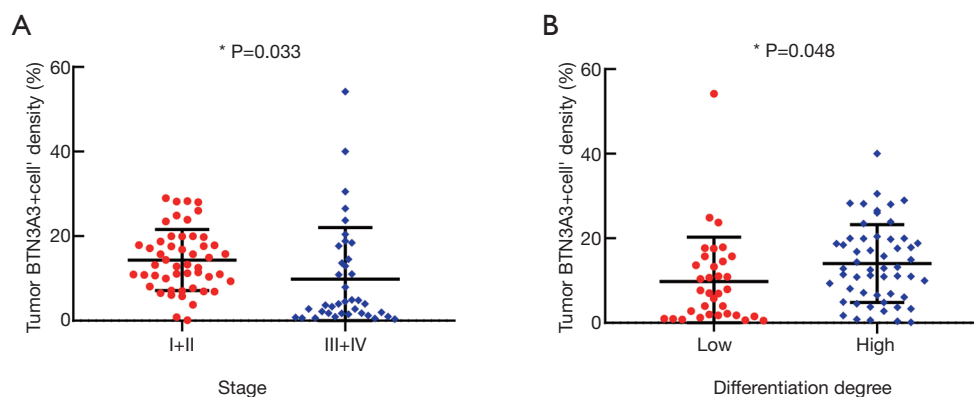 A
* P=0.033
Tumor BTN3A3+cell' density (%)
60
40
20
0
I+II
III+IV
Stage
B
* P=0.048
Tumor BTN3A3+cell' density (%)
60
40
20
0
Low
High
Differentiation degree